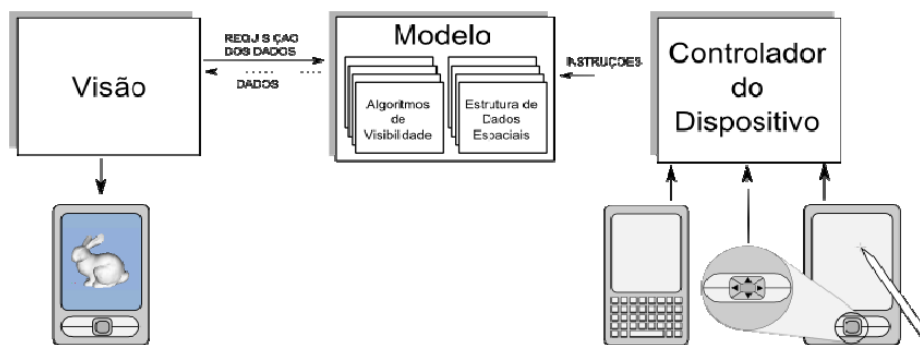 Visão
REQUISIÇÃO
DOS DADOS
DADOS
Modelo
Algoritmos
de
Visibilidade
Estrutura de
Dados
Espaciais
INSTRUÇÕES
Controlador
do
Dispositivo